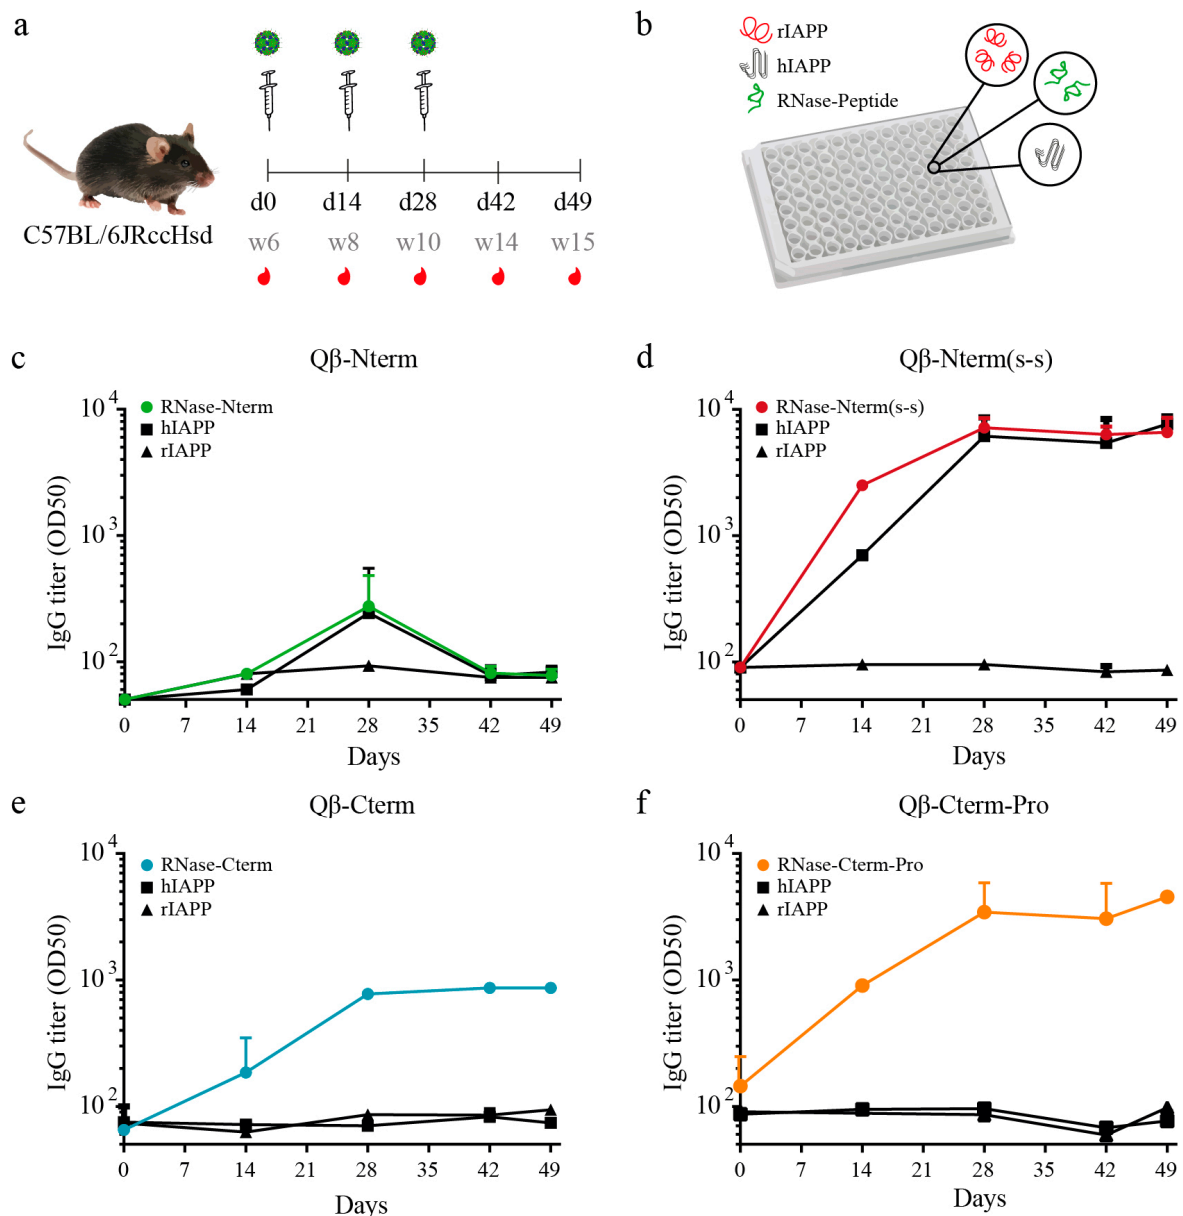 a
d0 d14 d28 d42 d49
C57BL/6JRccHsd
w6 w8 w10 w14 w15
b
rIAPP
hIAPP
RNase-Peptide
c
Qβ-Nterm
RNase-Nterm
hIAPP
rIAPP
IgG titer (OD50)
10^4
10^3
10^2
0 7 14 21 28 35 42 49
Days
d
Qβ-Nterm(s-s)
RNase-Nterm(s-s)
hIAPP
rIAPP
IgG titer (OD50)
10^4
10^3
10^2
0 7 14 21 28 35 42 49
Days
e
Qβ-Cterm
RNase-Cterm
hIAPP
rIAPP
IgG titer (OD50)
10^4
10^3
10^2
0 7 14 21 28 35 42 49
Days
f
Qβ-Cterm-Pro
RNase-Cterm-Pro
hIAPP
rIAPP
IgG titer (OD50)
10^4
10^3
10^2
0 7 14 21 28 35 42 49
Days